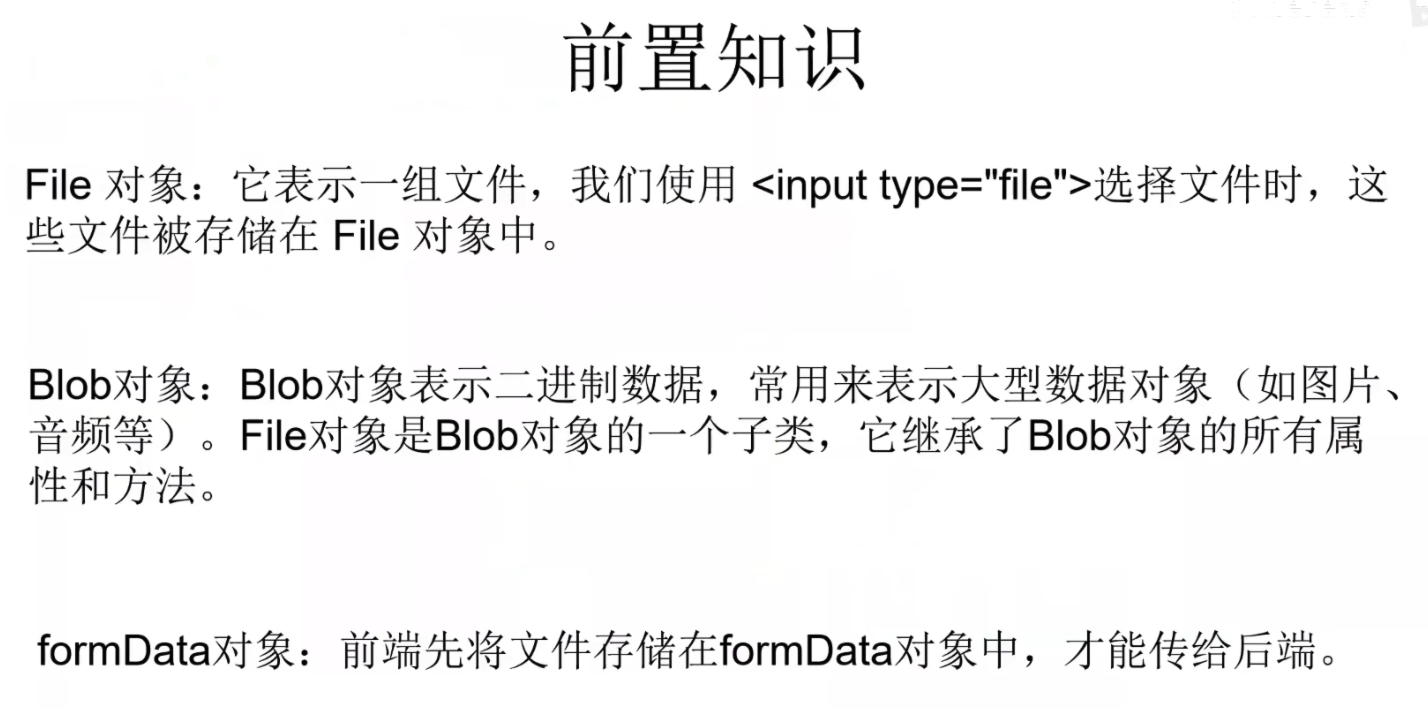 前置知识
File 对象：它表示一组文件，我们使用 <input type="file">选择文件时，这
些文件被存储在 File 对象中。
Blob对象：Blob对象表示二进制数据，常用来表示大型数据对象（如图片、
音频等）。File对象是Blob对象的一个子类，它继承了Blob对象的所有属
性和方法。
formData对象：前端先将文件存储在formData对象中，才能传给后端。